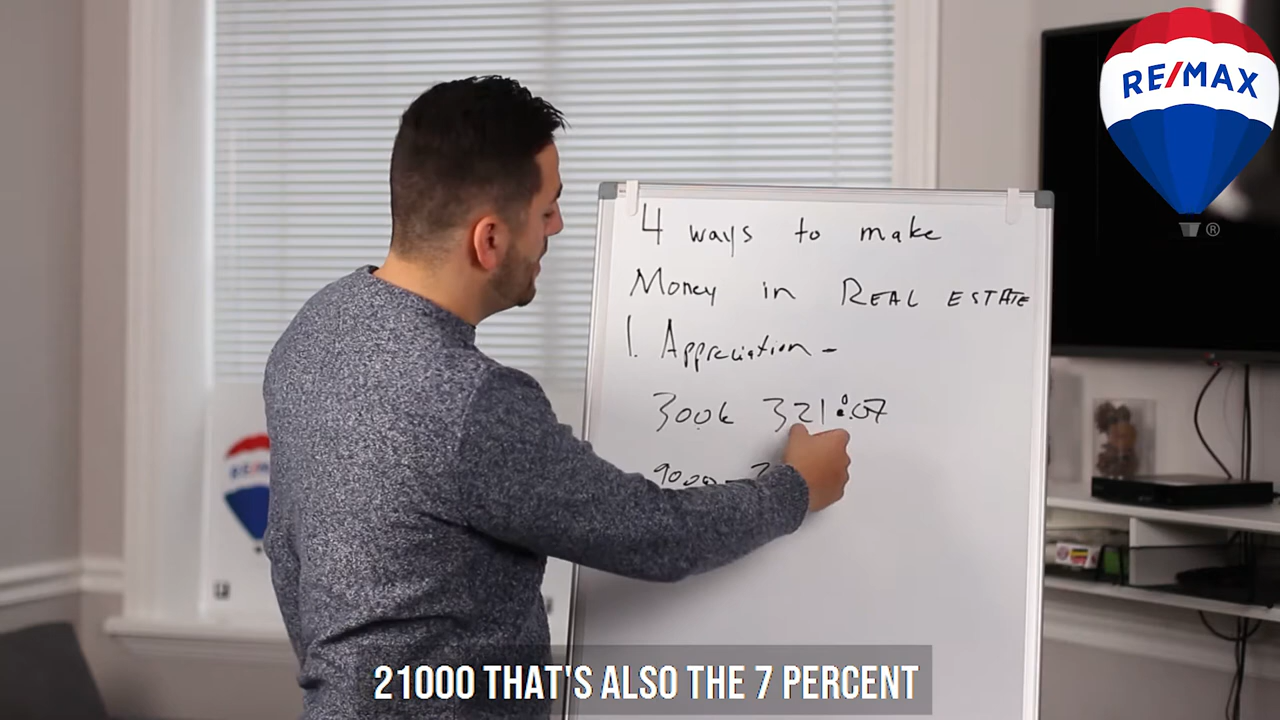 RE/MAX
®
4 ways to make
Money in REAL ESTATE
1. Appreciation -
300k 321 .07
9000
21000 THAT'S ALSO THE 7 PERCENT